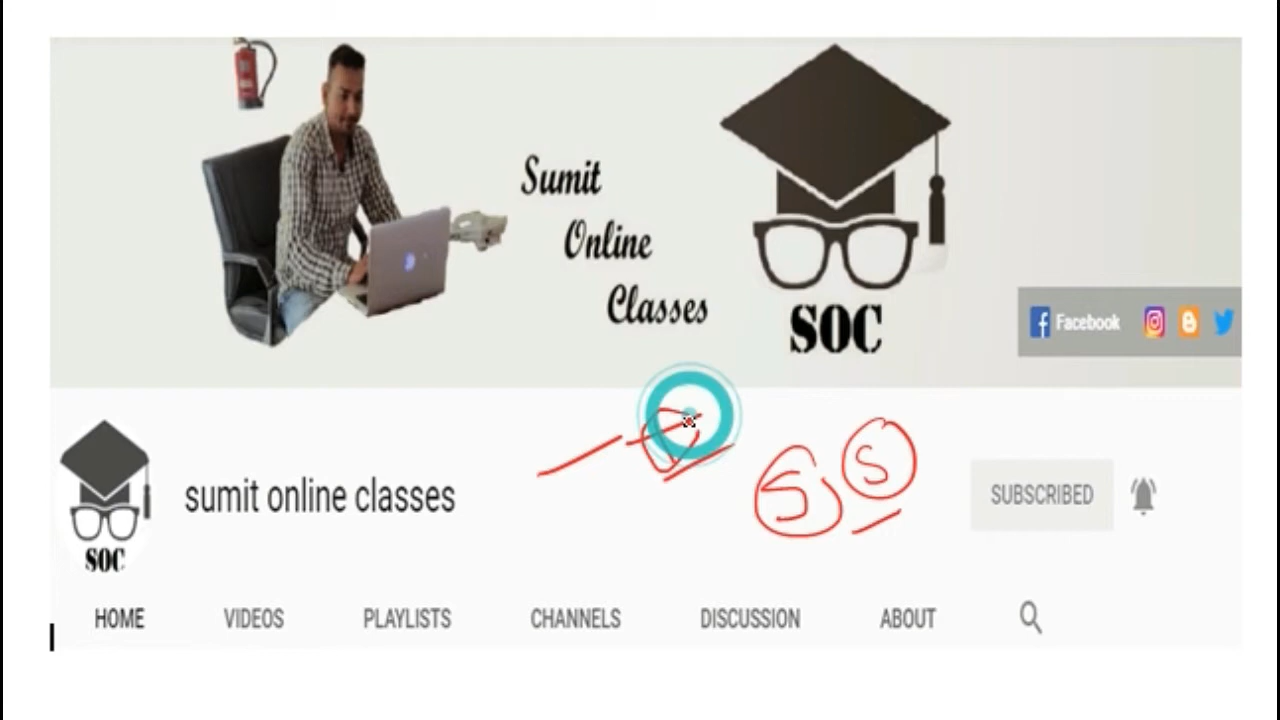 Sumit
Online
Classes
SOC
Facebook
SOC
sumit online classes
S S
SUBSCRIBED
HOME VIDEOS PLAYLISTS CHANNELS DISCUSSION ABOUT